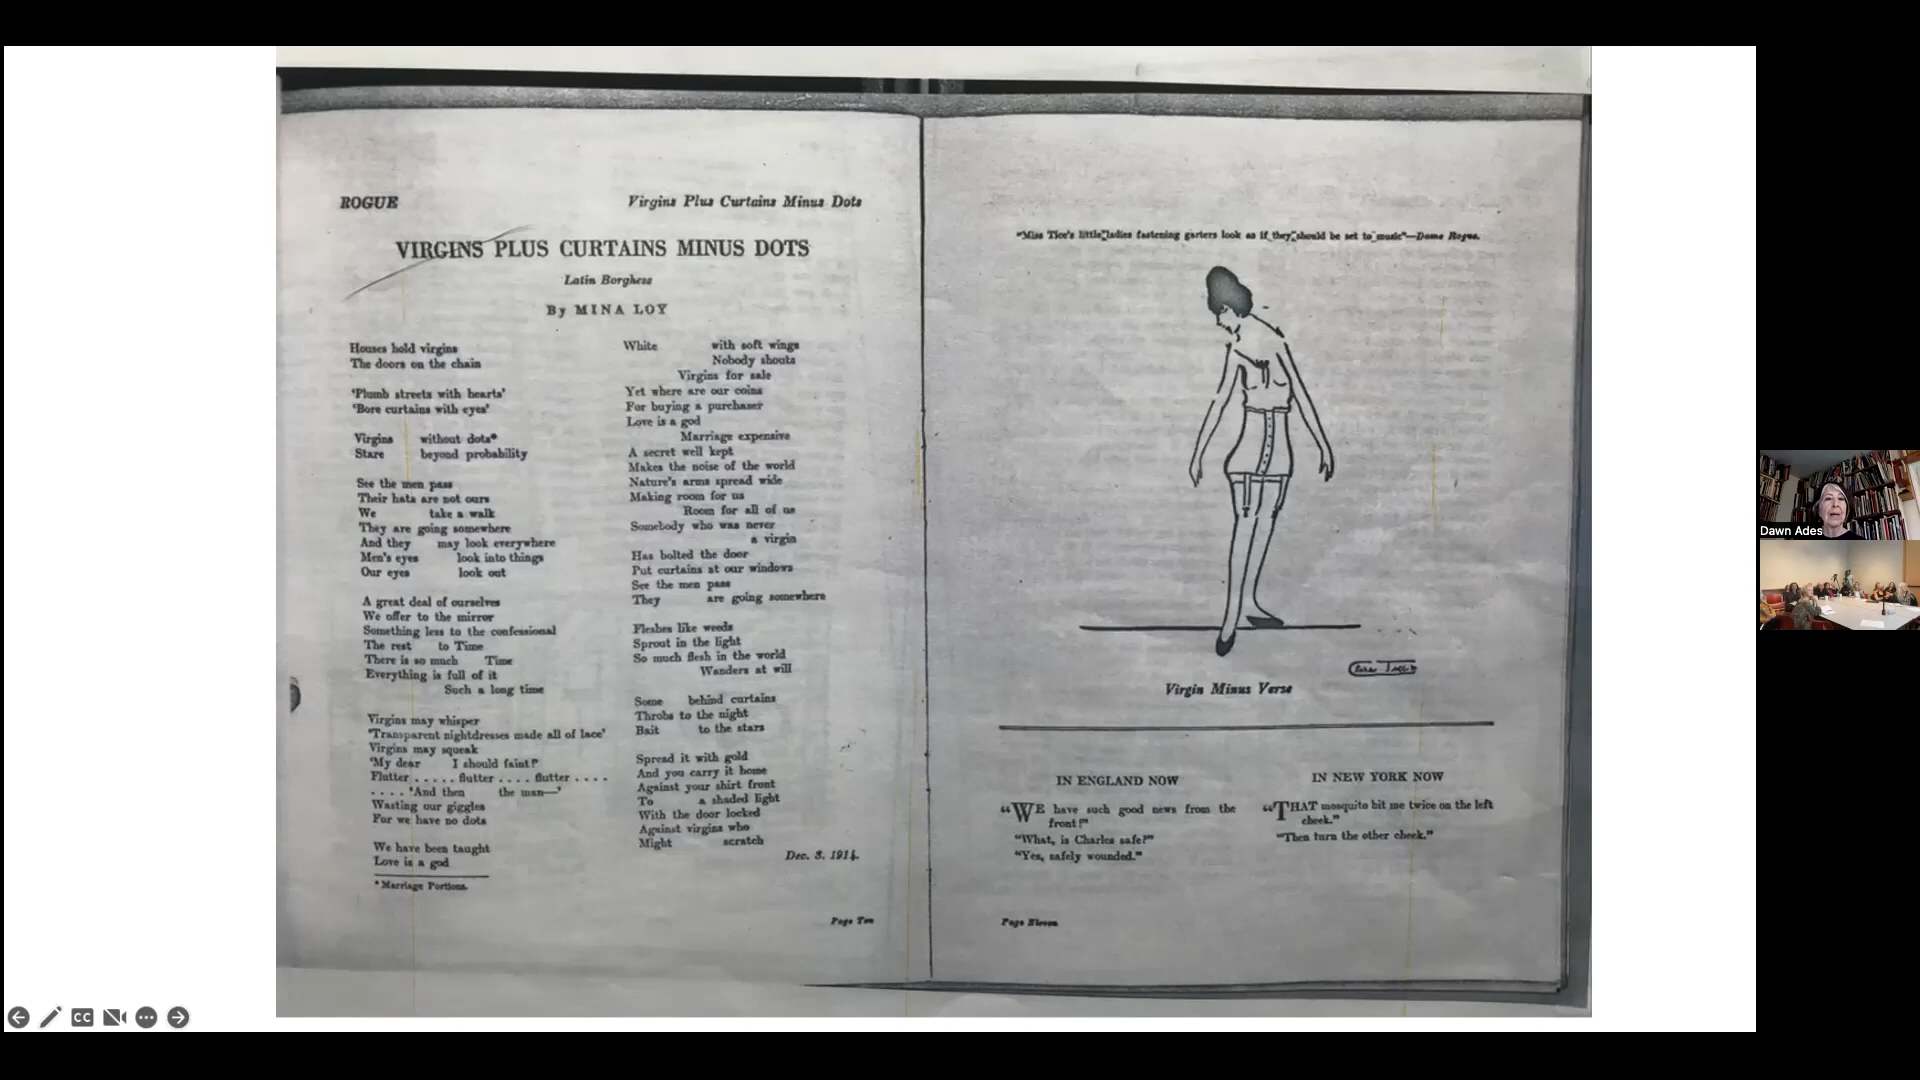 ROGUE Virgins Plus Curtains Minus Dots
VIRGINS PLUS CURTAINS MINUS DOTS
Latin Borghese
By MINA LOY
Houses hold virgins
The doors on the chain
'Plumb streets with hearts'
'Bore curtains with eyes'
Virgins without dots*
Stare beyond probability
See the men pass
Their hats are not ours
We take a walk
They are going somewhere
And they may look everywhere
Men's eyes look into things
Our eyes look out
A great deal of ourselves
We offer to the mirror
Something less to the confessional
The rest to Time
There is so much Time
Everything is full of it
Such a long time
Virgins may whisper
'Transparent nightdresses made all of lace'
Virgins may squeak
'My dear I should faint!'
Flutter . . . . . flutter . . . . flutter . . . .
. . . . 'And then the man—'
Wasting our giggles
For we have no dots
We have been taught
Love is a god
* Marriage Portions.
White with soft wings
Nobody shouts
Virgins for sale
Yet where are our coins
For buying a purchaser
Love is a god
Marriage expensive
A secret well kept
Makes the noise of the world
Nature's arms spread wide
Making room for us
Room for all of us
Somebody who was never
a virgin
Has bolted the door
Put curtains at our windows
See the men pass
They are going somewhere
Fleshes like weeds
Sprout in the light
So much flesh in the world
Wanders at will
Some behind curtains
Throbs to the night
Bait to the stars
Spread it with gold
And you carry it home
Against your shirt front
To a shaded light
With the door locked
Against virgins who
Might scratch
Dec. 3. 1914.
Page Ten
"Miss Tice's little ladies fastening garters look as if they should be set to music"—Dame Rogue.
Clara Tice
Virgin Minus Verse
IN ENGLAND NOW
"WE have such good news from the
front!"
"What, is Charles safe?"
"Yes, safely wounded."
IN NEW YORK NOW
"THAT mosquito bit me twice on the left
cheek."
"Then turn the other cheek."
Page Eleven
Dawn Ades
CC